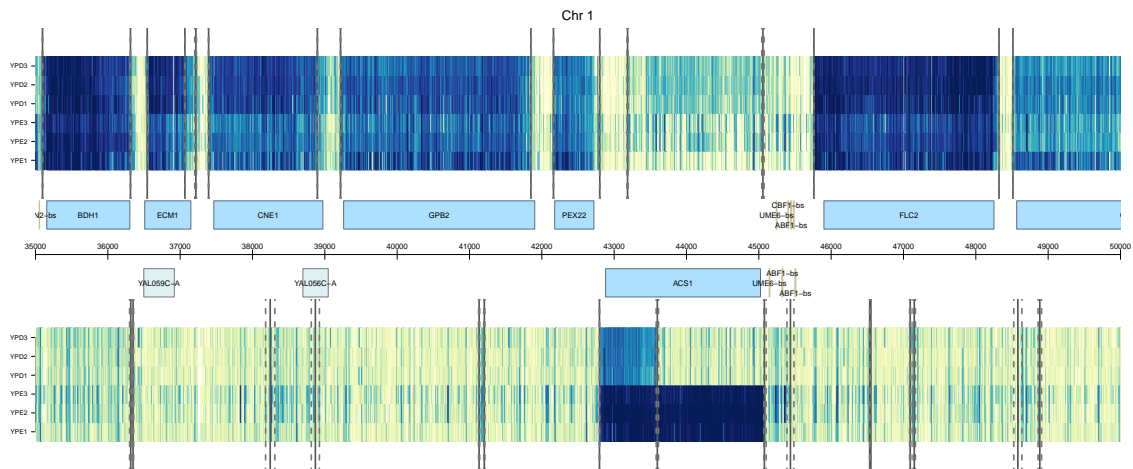 Chr 1
YPD3
YPD2
YPD1
YPE3
YPE2
YPE1
N2-bs BDH1 ECM1 CNE1 GPB2 PEX22 CBF1-bs UME6-bs ABF1-bs FLC2
35000 36000 37000 38000 39000 40000 41000 42000 43000 44000 45000 46000 47000 48000 49000 50000
YAL059C-A YAL056C-A ACS1 ABF1-bs UME6-bs ABF1-bs
YPD3
YPD2
YPD1
YPE3
YPE2
YPE1